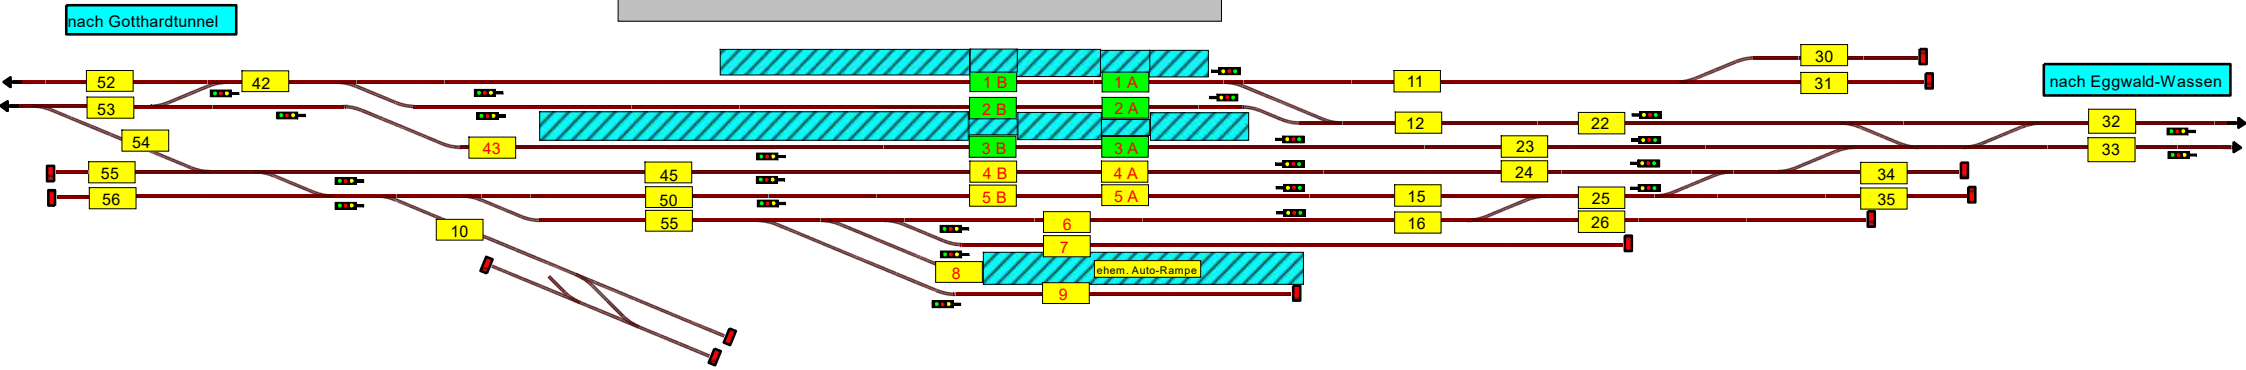 nach Gotthardtunnel
30
52
42
1 B
1 A
11
31
nach Eggwald-Wassen
53
2 B
2 A
12
22
32
54
43
3 B
3 A
23
33
55
45
4 B
4 A
24
34
56
50
5 B
5 A
15
25
35
10
55
6
16
26
7
8
ehem. Auto-Rampe
9